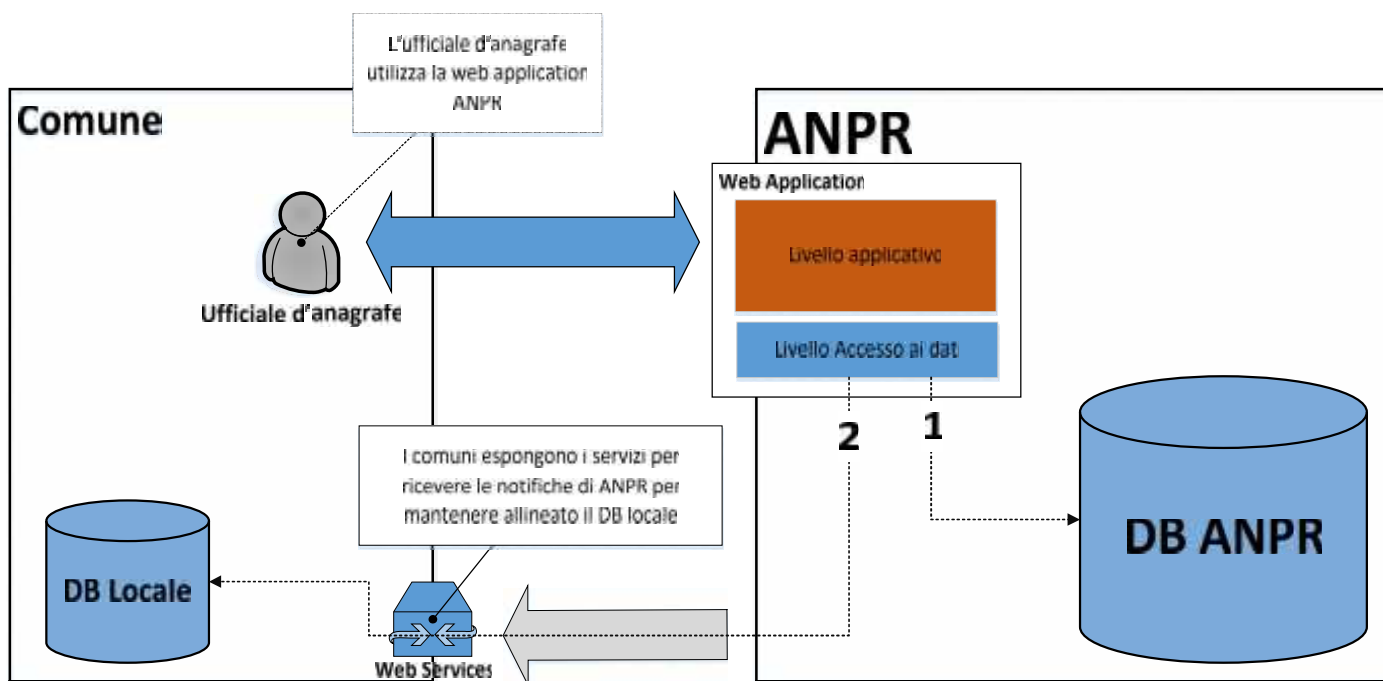 L'ufficiale d'anagrafe
utilizza la web application
ANPR
Comune
ANPR
Web Application
Livello applicativo
Ufficiale d'anagrafe
Livello Accesso ai dat
2
1
I comuni espongono i servizi per
ricevere le notifiche di ANPR per
mantenere allineato il DB locale
DB ANPR
DB Locale
Web Services